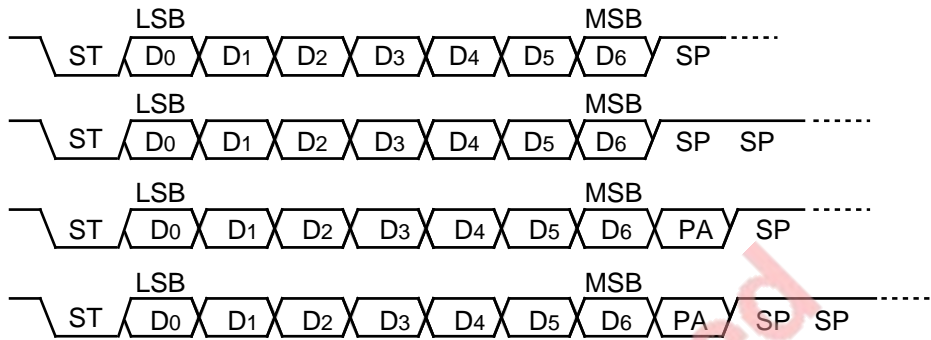 LSB MSB
ST D0 D1 D2 D3 D4 D5 D6 SP
LSB MSB
ST D0 D1 D2 D3 D4 D5 D6 SP SP
LSB MSB
ST D0 D1 D2 D3 D4 D5 D6 PA SP
LSB MSB
ST D0 D1 D2 D3 D4 D5 D6 PA SP SP